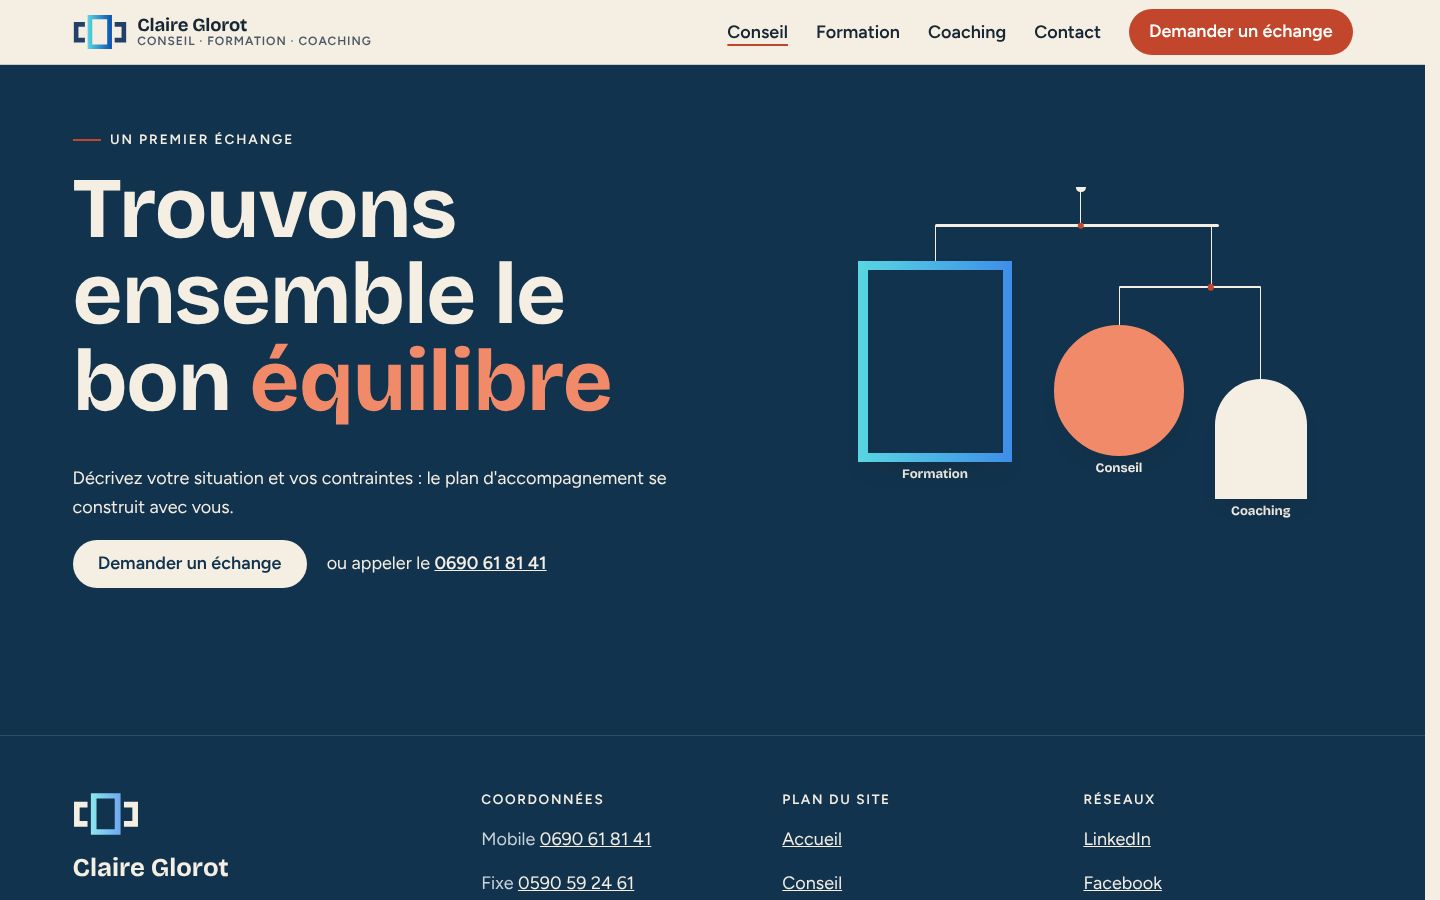 Claire Glorot
CONSEIL · FORMATION · COACHING
Conseil
Formation
Coaching
Contact
Demander un échange
UN PREMIER ÉCHANGE
Trouvons
ensemble le
bon équilibre
Décrivez votre situation et vos contraintes : le plan d'accompagnement se
construit avec vous.
Demander un échange
ou appeler le 0690 61 81 41
Formation
Conseil
Coaching
Claire Glorot
COORDONNÉES
Mobile 0690 61 81 41
Fixe 0590 59 24 61
PLAN DU SITE
Accueil
Conseil
RÉSEAUX
LinkedIn
Facebook